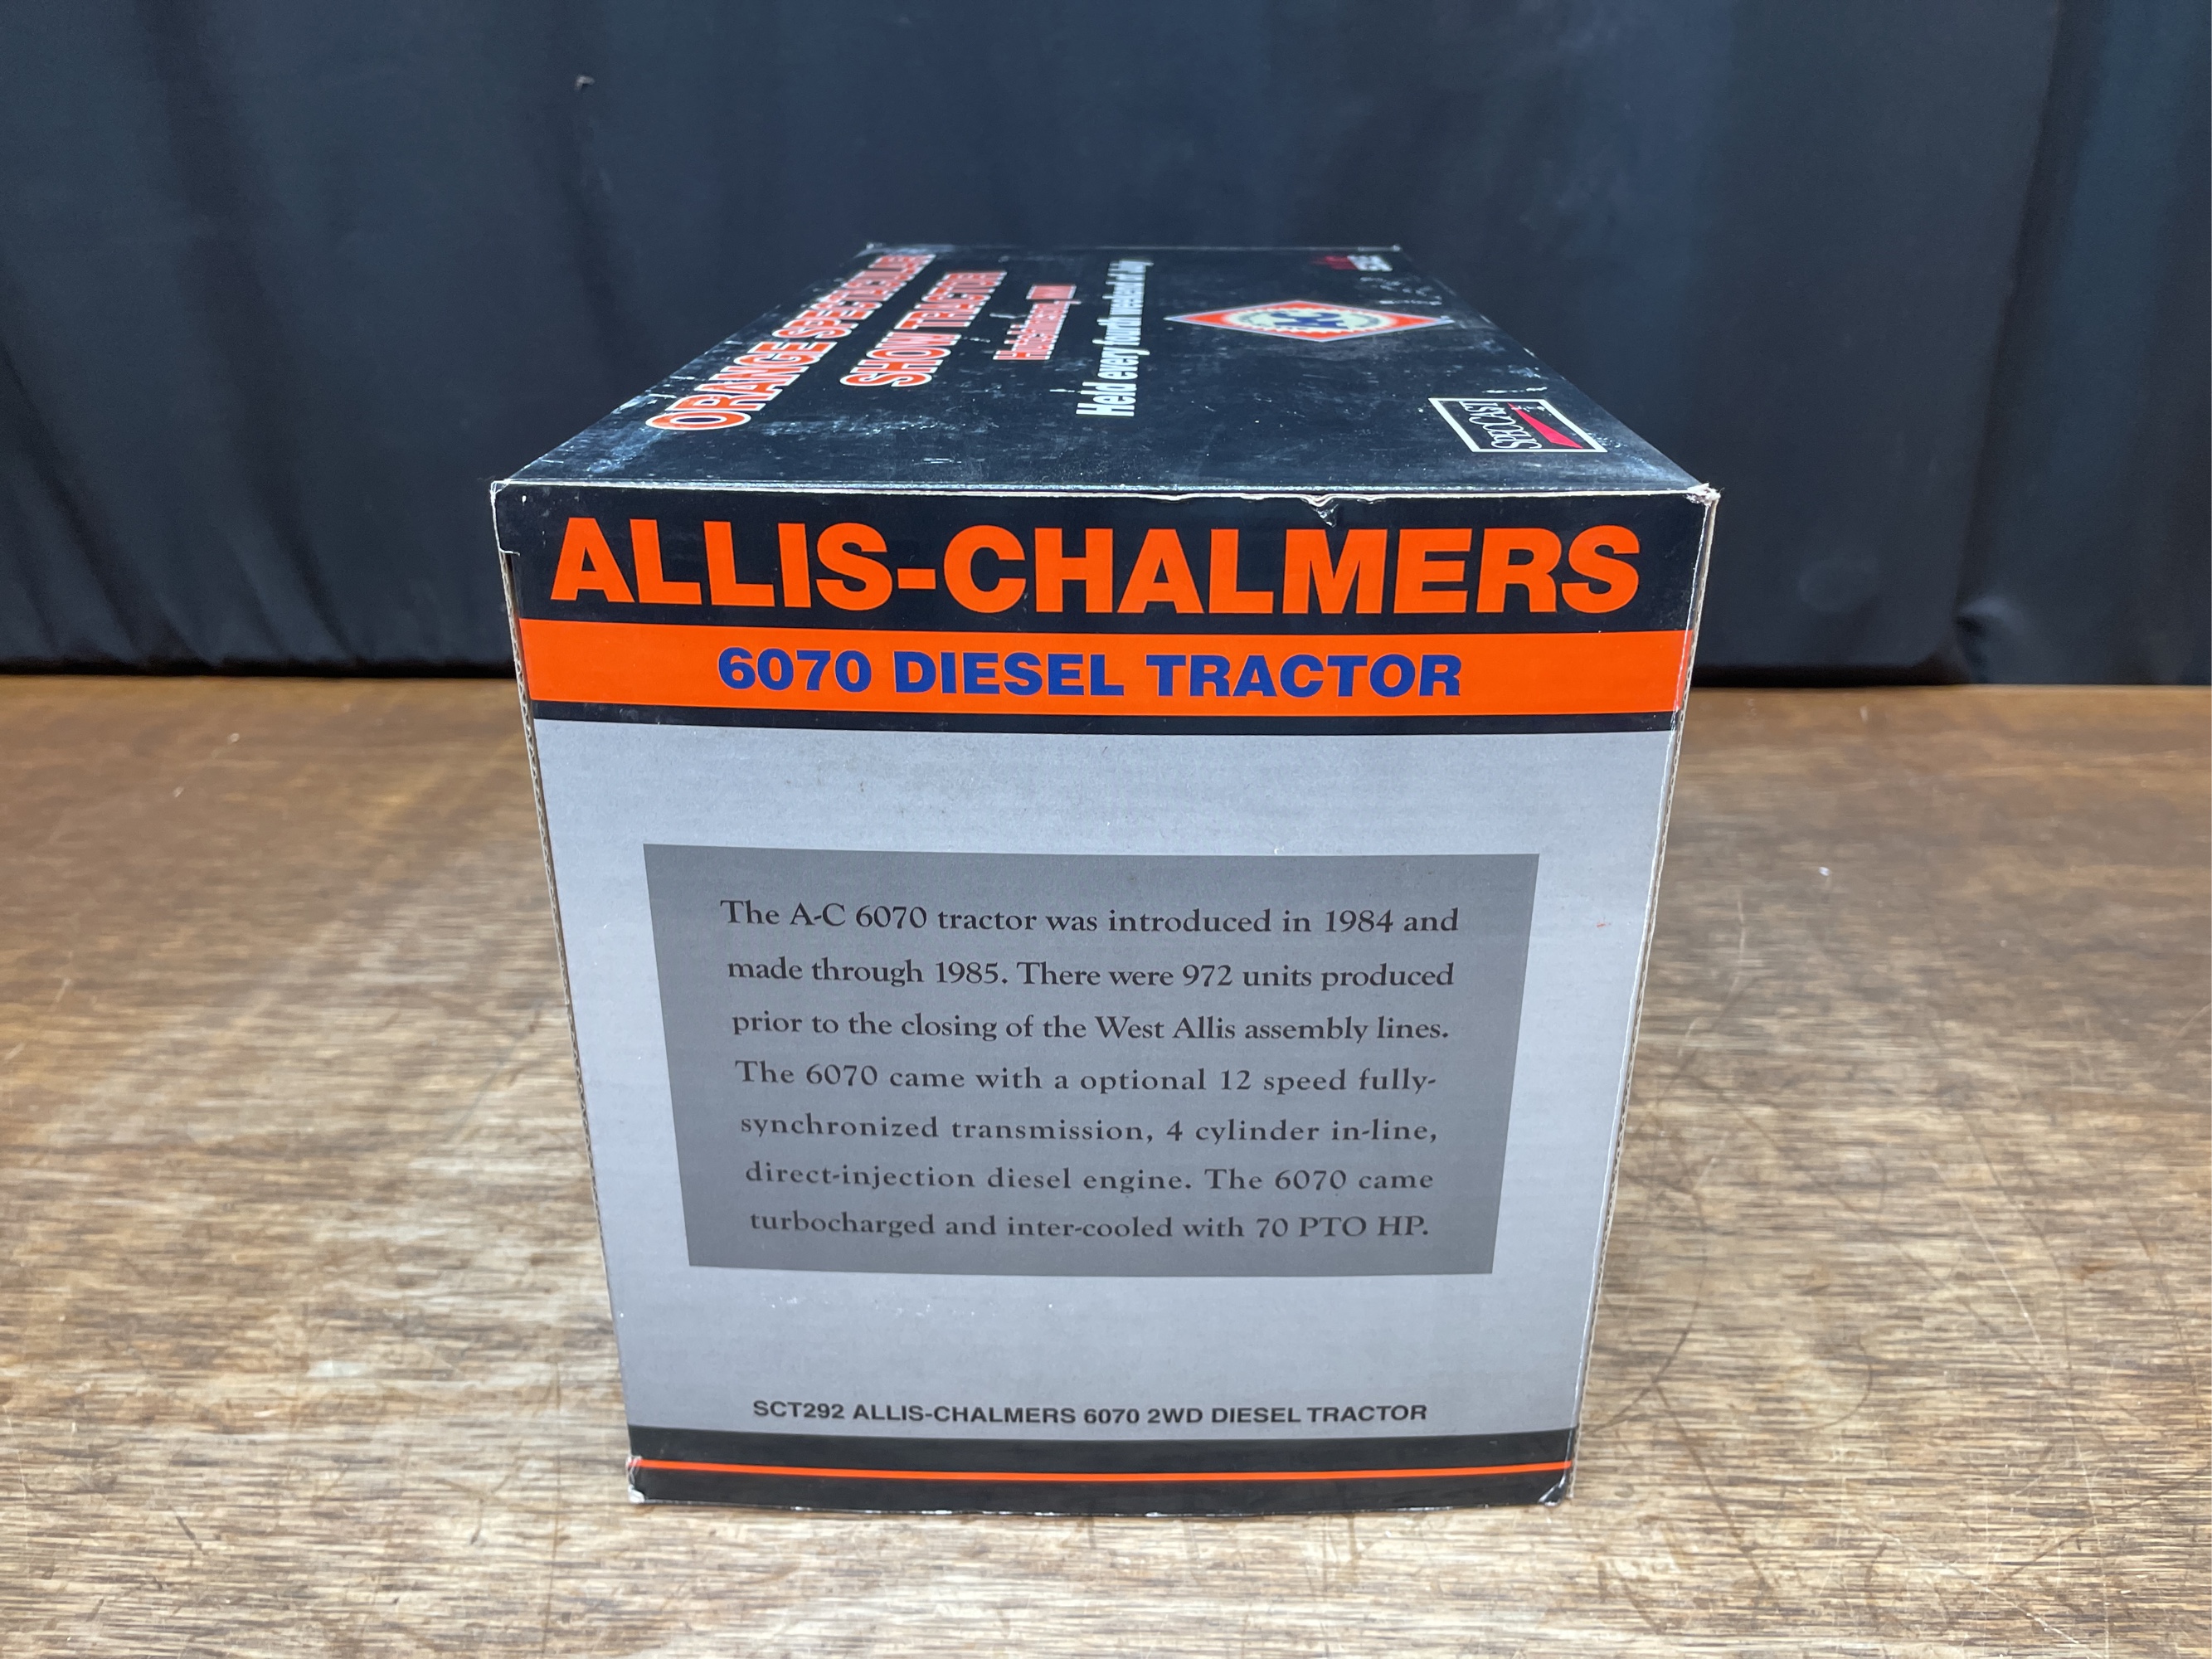 ORANGE SPECTACULAR
SHOW TRACTOR
Hutchinson, MN
Held every fourth weekend of July
AC
SPECCAST
ALLIS-CHALMERS
6070 DIESEL TRACTOR
The A-C 6070 tractor was introduced in 1984 and
made through 1985. There were 972 units produced
prior to the closing of the West Allis assembly lines.
The 6070 came with a optional 12 speed fully-
synchronized transmission, 4 cylinder in-line,
direct-injection diesel engine. The 6070 came
turbocharged and inter-cooled with 70 PTO HP.
SCT292 ALLIS-CHALMERS 6070 2WD DIESEL TRACTOR